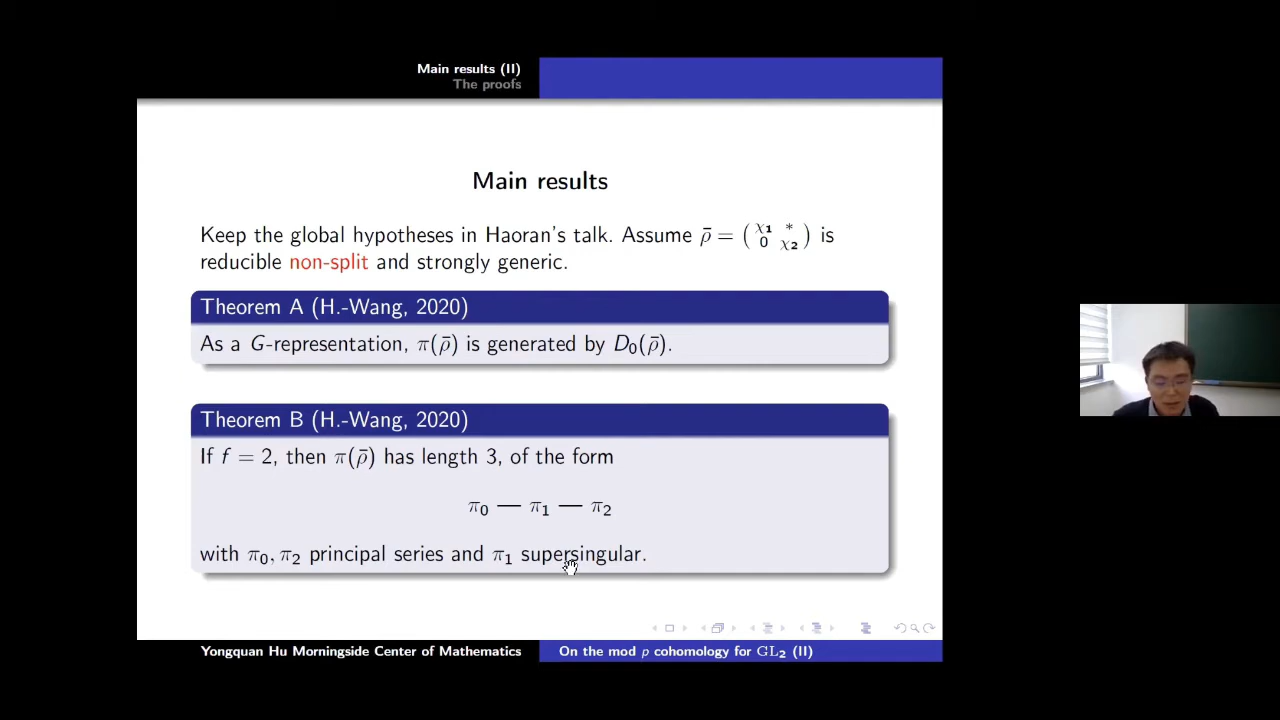 Main results (II)
The proofs
Main results
Keep the global hypotheses in Haoran's talk. Assume ρ̄ = ( χ₁ * ; 0 χ₂ ) is
reducible non-split and strongly generic.
Theorem A (H.-Wang, 2020)
As a G-representation, π(ρ̄) is generated by D₀(ρ̄).
Theorem B (H.-Wang, 2020)
If f = 2, then π(ρ̄) has length 3, of the form
π₀ — π₁ — π₂
with π₀, π₂ principal series and π₁ supersingular.
Yongquan Hu Morningside Center of Mathematics
On the mod p cohomology for GL₂ (II)